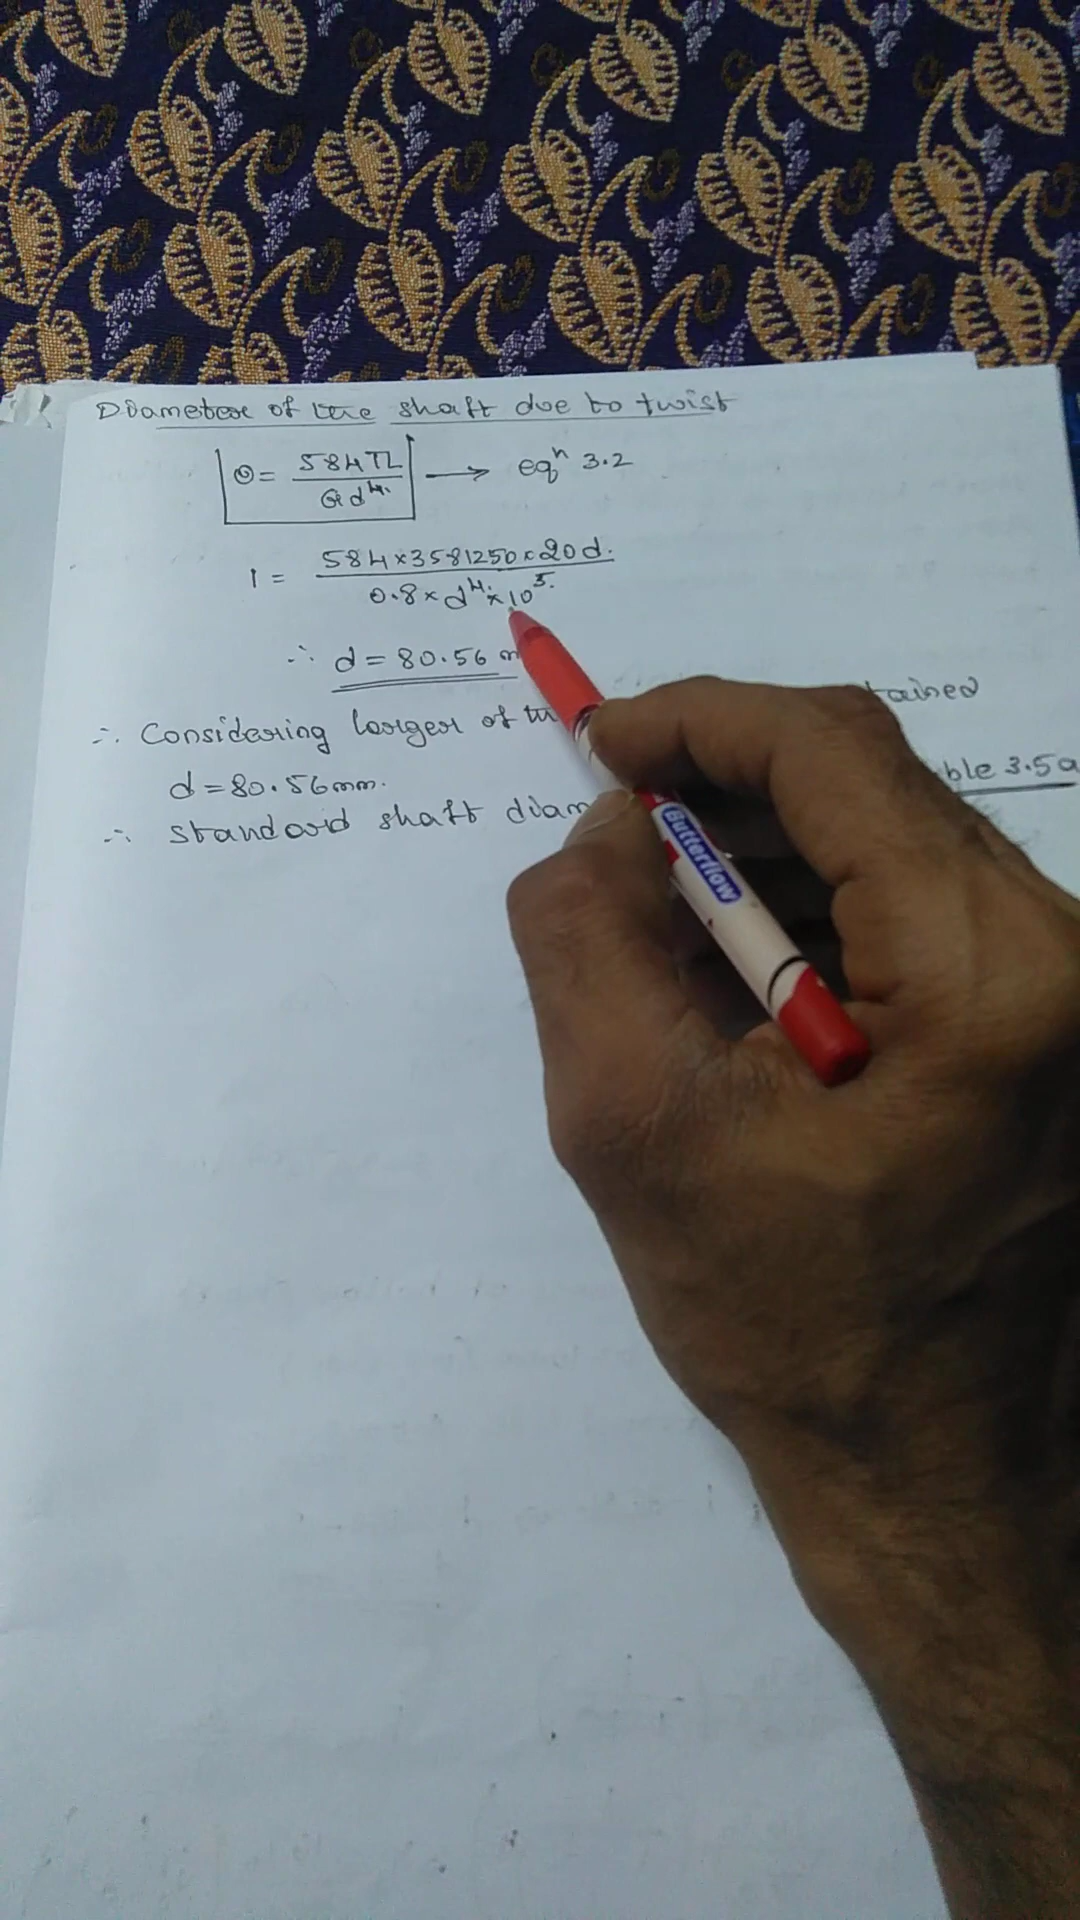 Diameter of the shaft due to twist
θ = 584TL / Gd⁴ → eqⁿ 3.2
1 = 584×3581250×20d. / 0.8×d⁴×10⁵.
∴ d = 80.56 m
∴ Considering larger of
d = 80.56mm.
∴ standard shaft diam ble 3.5a
Butterflow